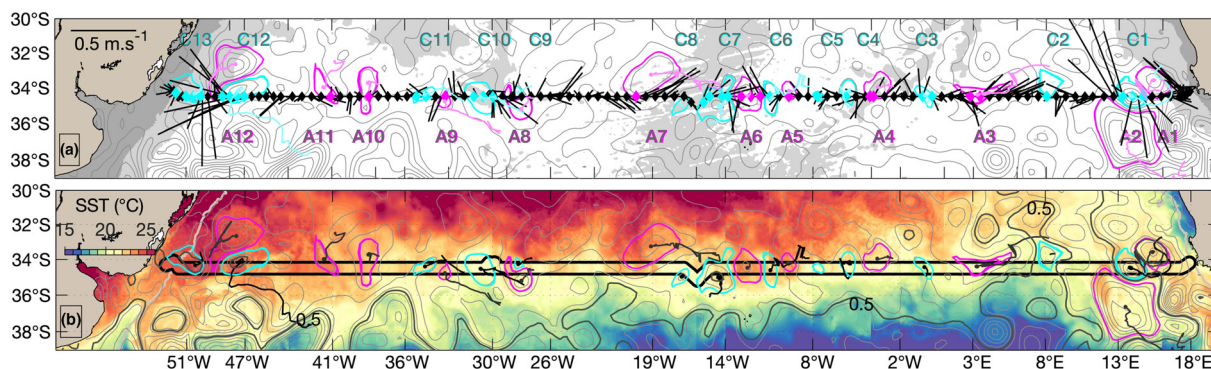 30°S
0.5 m.s-1
C13 C12 C11 C10 C9 C8 C7 C6 C5 C4 C3 C2 C1
32°S
34°S
36°S
A12 A11 A10 A9 A8 A7 A6 A5 A4 A3 A2 A1
(a)
38°S
30°S
SST (°C)
0.5
15 20 25
32°S
34°S
36°S
0.5 0.5
(b)
38°S
51°W 47°W 41°W 36°W 30°W 26°W 19°W 14°W 8°W 2°W 3°E 8°E 13°E 18°E